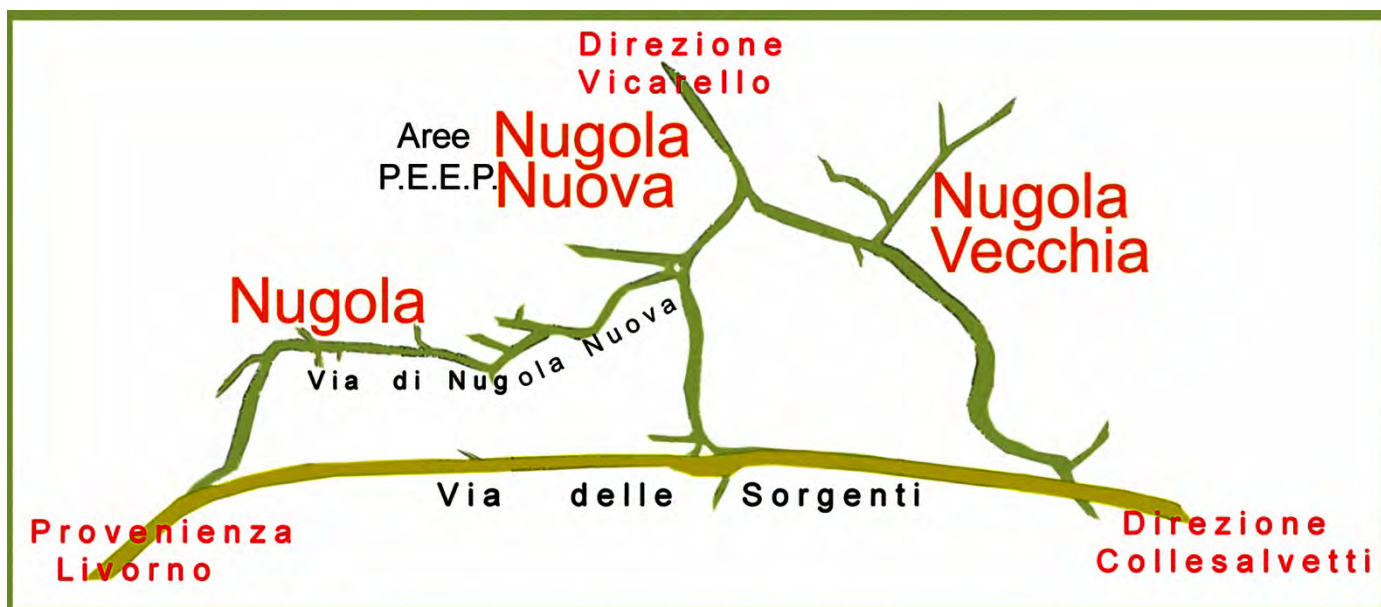 Direzione
Vicarello
Aree
P.E.E.P.
Nugola
Nuova
Nugola
Vecchia
Nugola
Via di Nugola Nuova
Via delle Sorgenti
Provenienza
Livorno
Direzione
Collesalvetti